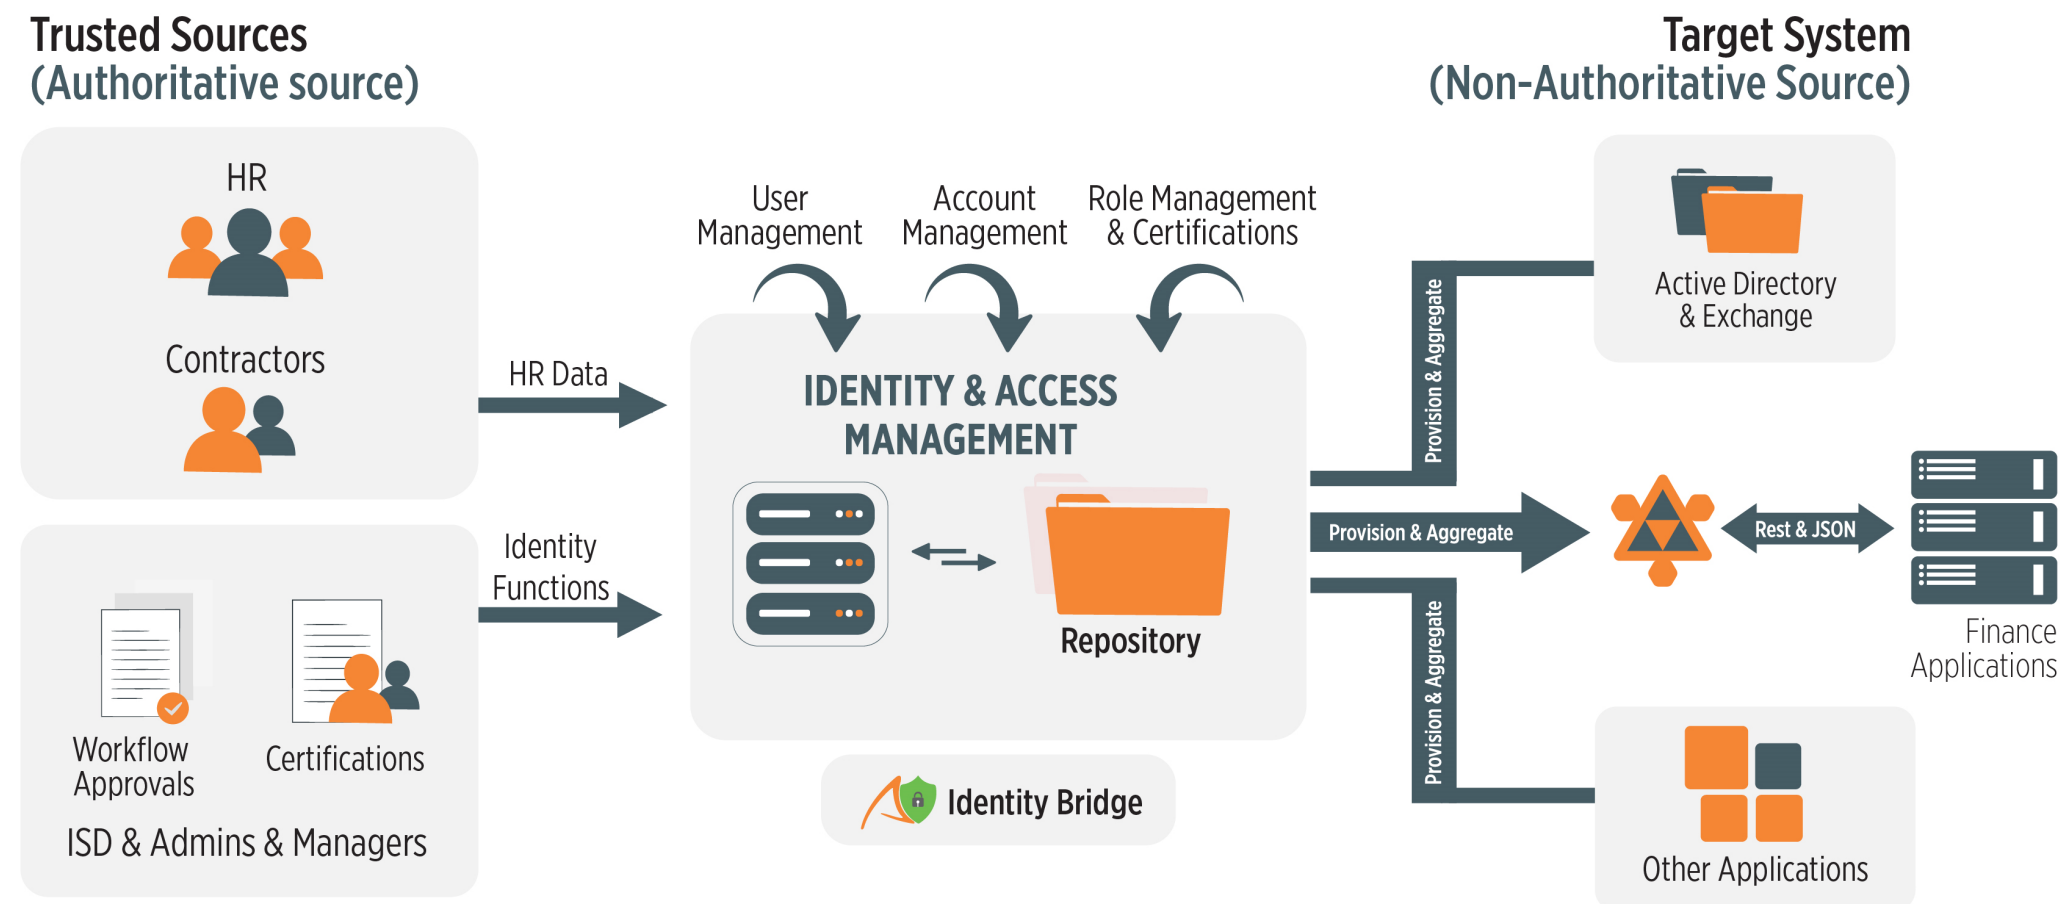 Trusted Sources
(Authoritative source)
HR
Contractors
HR Data
Workflow
Approvals
Certifications
ISD & Admins & Managers
Identity
Functions
User
Management
Account
Management
Role Management
& Certifications
IDENTITY & ACCESS
MANAGEMENT
Repository
Identity Bridge
Target System
(Non-Authoritative Source)
Provision & Aggregate
Active Directory
& Exchange
Provision & Aggregate
Rest & JSON
Finance
Applications
Provision & Aggregate
Other Applications